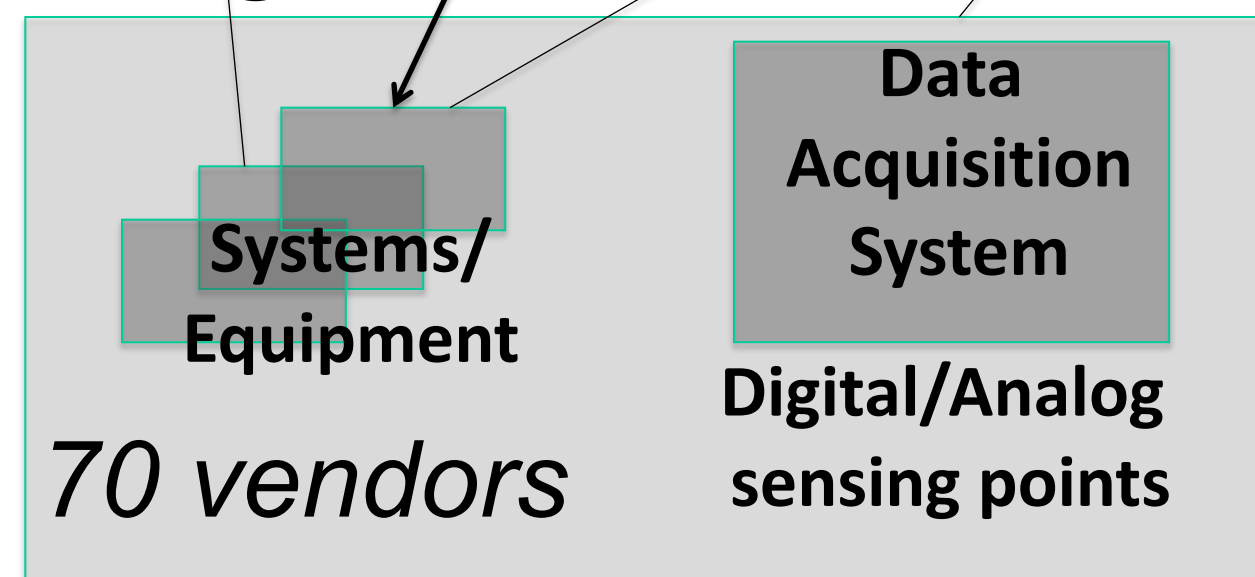 Systems/
Equipment
70 vendors
Data
Acquisition
System
Digital/Analog
sensing points